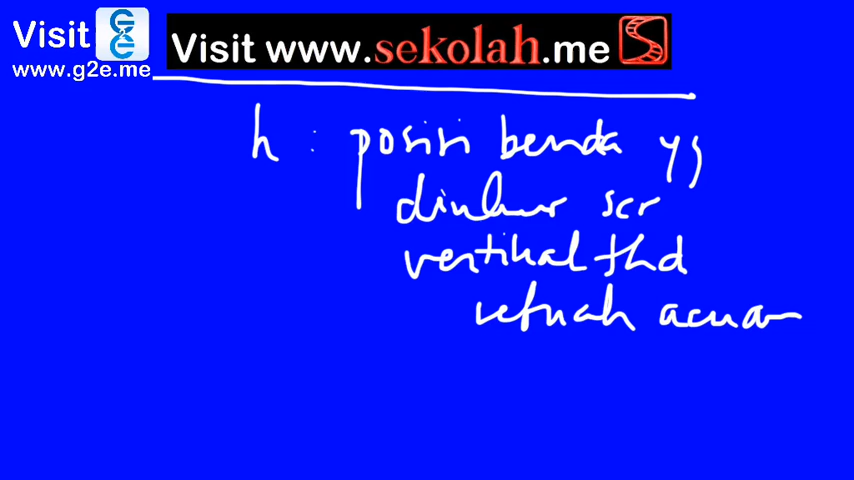 Visit
www.g2e.me
Visit www.sekolah.me
h : posisi benda yg
diukur scr
vertikal thd
sebuah acuan